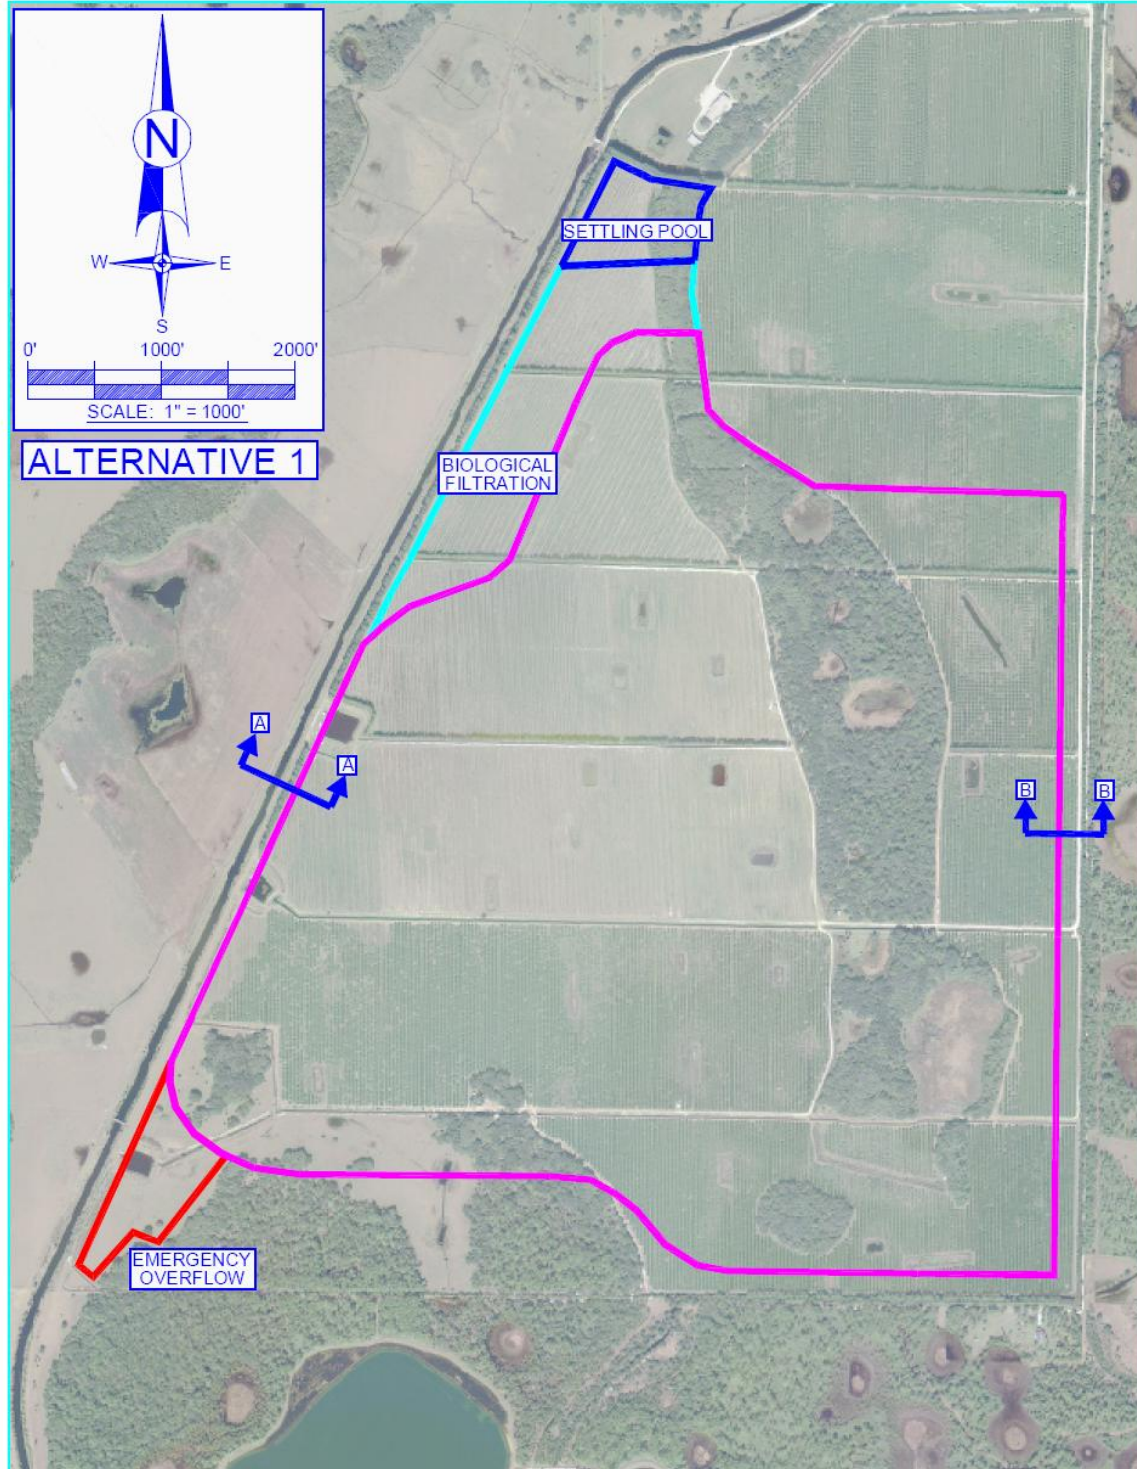 N
W E
S
0' 1000' 2000'
SCALE: 1" = 1000'
ALTERNATIVE 1
SETTLING POOL
BIOLOGICAL
FILTRATION
A
A
B B
EMERGENCY
OVERFLOW